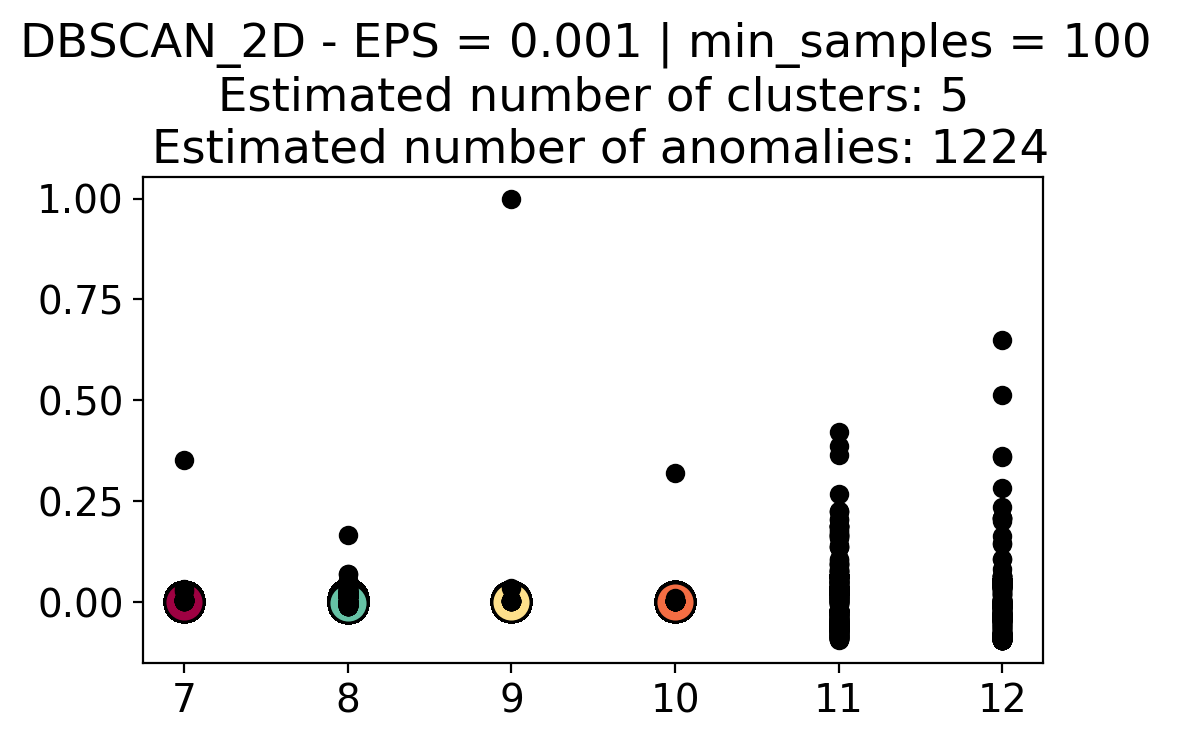 DBSCAN_2D - EPS = 0.001 | min_samples = 100
Estimated number of clusters: 5
Estimated number of anomalies: 1224
1.00
0.75
0.50
0.25
0.00
7 8 9 10 11 12